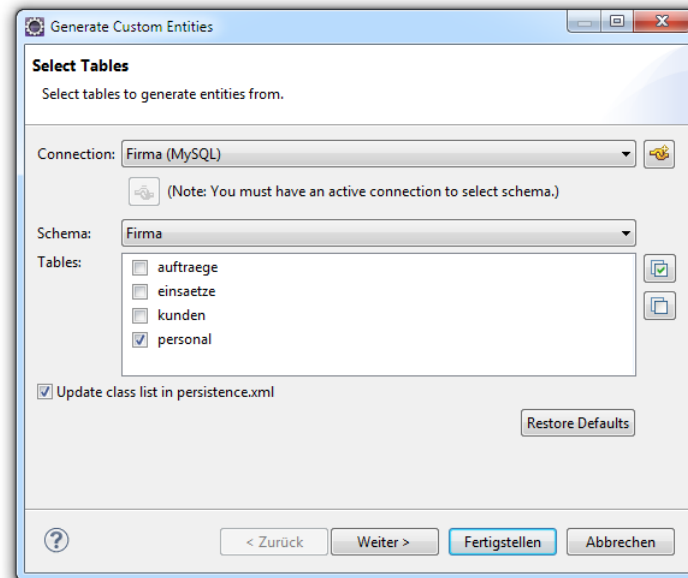 Generate Custom Entities
Select Tables
Select tables to generate entities from.
Connection: Firma (MySQL)
(Note: You must have an active connection to select schema.)
Schema: Firma
Tables: auftraege
einsaetze
kunden
personal
Update class list in persistence.xml
Restore Defaults
? < Zurück Weiter > Fertigstellen Abbrechen